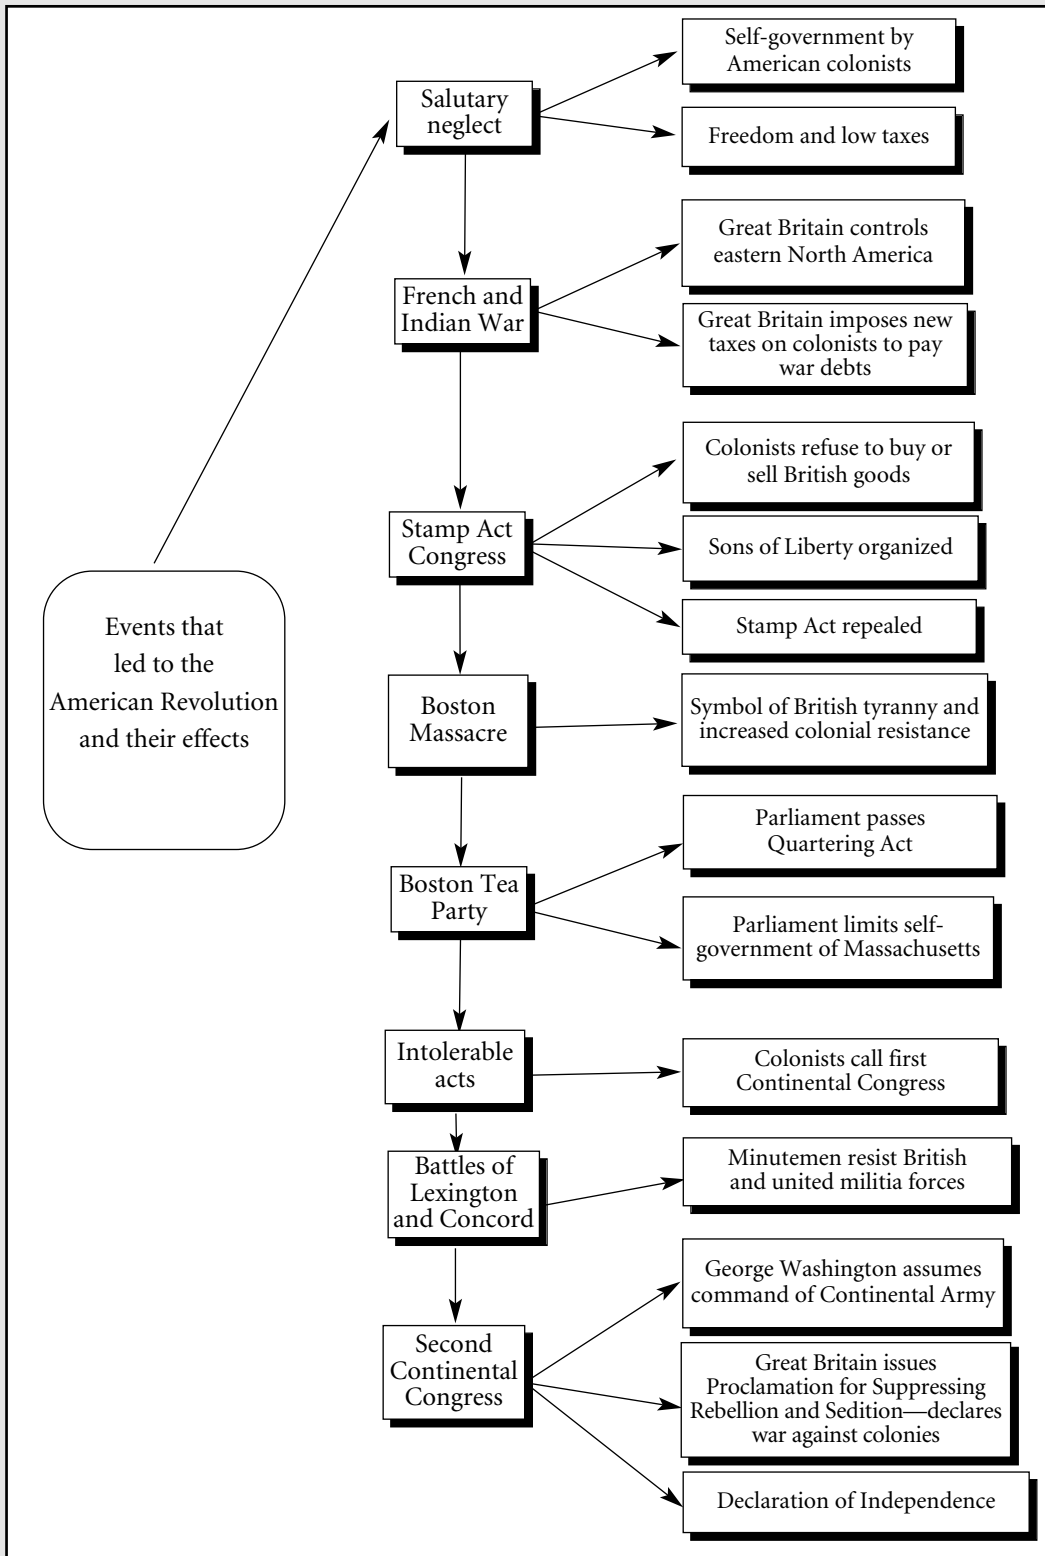 Self-government by
American colonists
Salutary
neglect
Freedom and low taxes
Great Britain controls
eastern North America
French and
Indian War
Great Britain imposes new
taxes on colonists to pay
war debts
Colonists refuse to buy or
sell British goods
Stamp Act
Congress
Sons of Liberty organized
Stamp Act repealed
Events that
led to the
American Revolution
and their effects
Boston
Massacre
Symbol of British tyranny and
increased colonial resistance
Parliament passes
Quartering Act
Boston Tea
Party
Parliament limits self-
government of Massachusetts
Intolerable
acts
Colonists call first
Continental Congress
Battles of
Lexington
and Concord
Minutemen resist British
and united militia forces
George Washington assumes
command of Continental Army
Second
Continental
Congress
Great Britain issues
Proclamation for Suppressing
Rebellion and Sedition—declares
war against colonies
Declaration of Independence